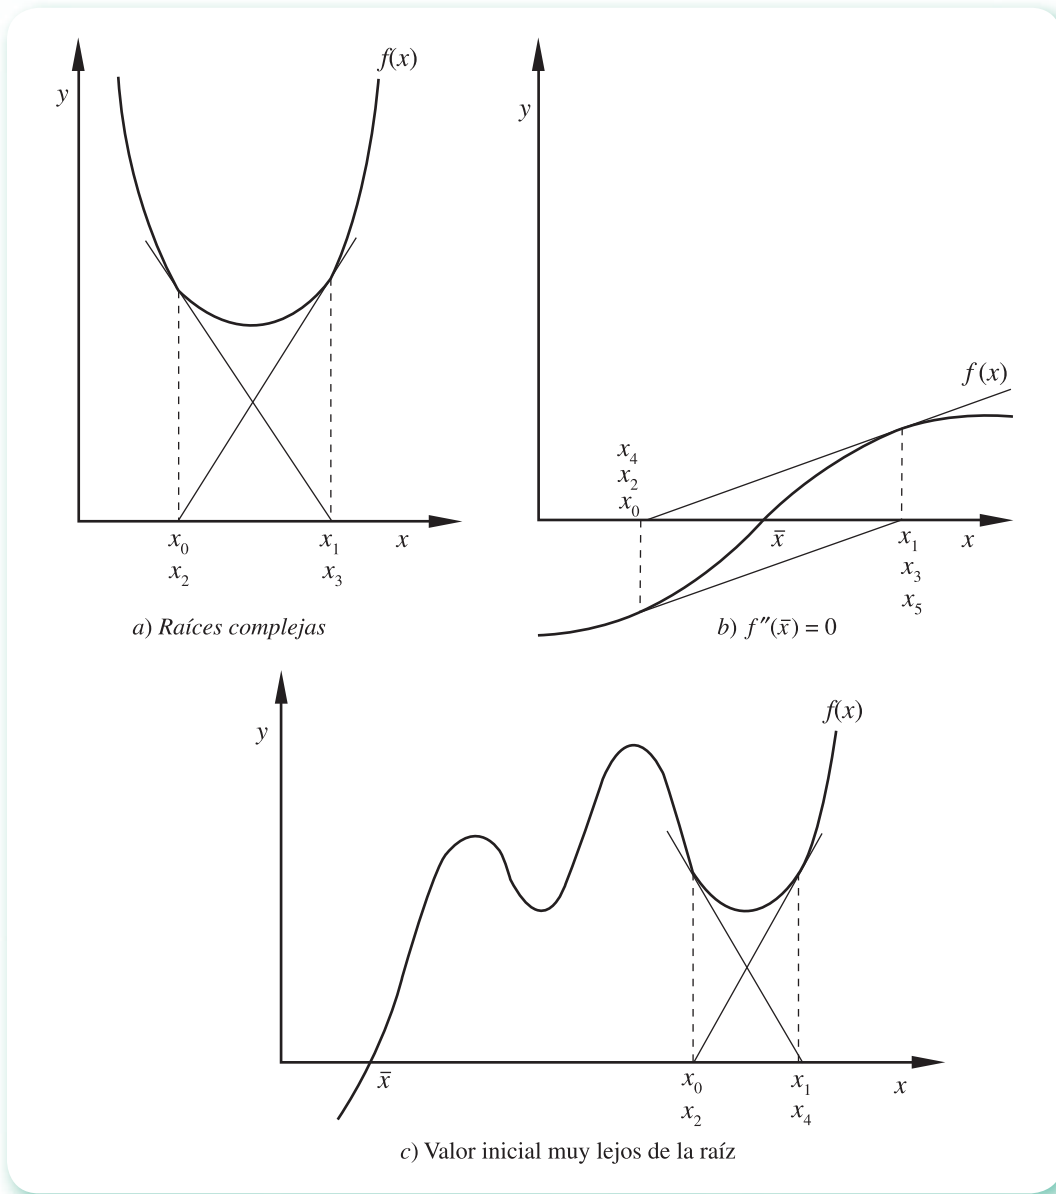 f(x)
y
x₀
x₁
x
x₂
x₃
a) Raíces complejas
y
f(x)
x₄
x₂
x₀
x̄
x₁
x
x₃
x₅
b) f″(x̄) = 0
f(x)
y
x̄
x₀
x₁
x
x₂
x₄
c) Valor inicial muy lejos de la raíz